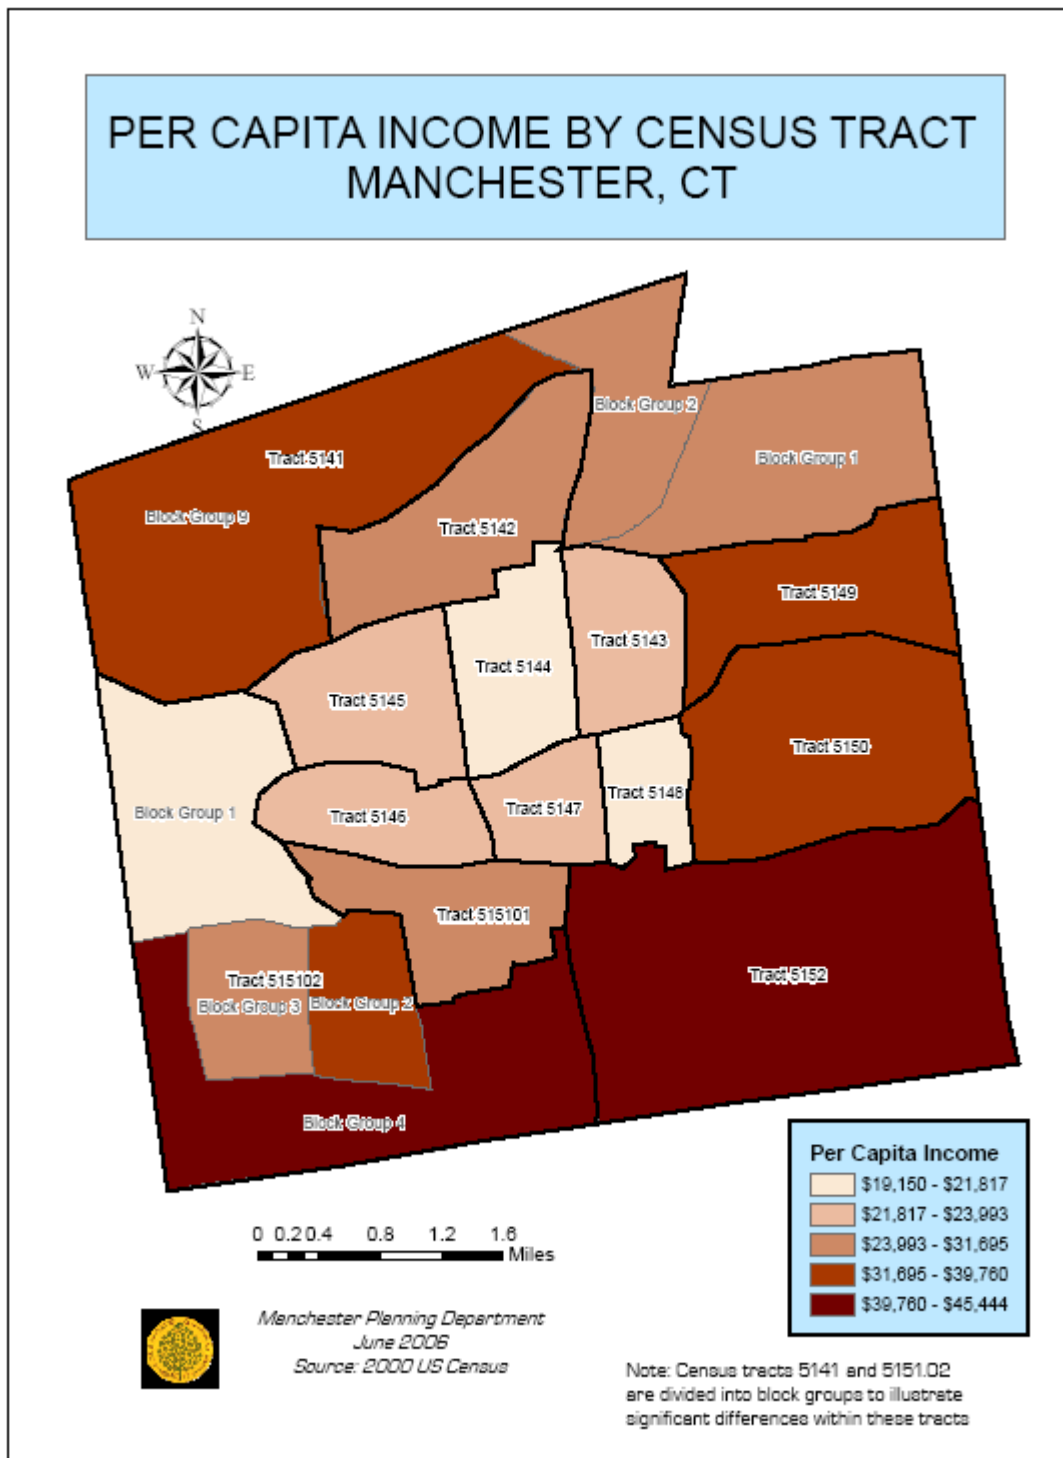 PER CAPITA INCOME BY CENSUS TRACT
MANCHESTER, CT
N
W
E
S
Block Group 2
Block Group 1
Tract 5141
Block Group 9
Tract 5142
Tract 5149
Tract 5143
Tract 5144
Tract 5145
Tract 5150
Tract 5148
Tract 5147
Tract 5146
Block Group 1
Tract 515101
Tract 5152
Tract 515102
Block Group 3
Block Group 2
Block Group 4
Per Capita Income
$19,150 - $21,817
$21,817 - $23,993
$23,993 - $31,695
$31,695 - $39,760
$39,760 - $45,444
0 0.2 0.4 0.8 1.2 1.6
Miles
Manchester Planning Department
June 2006
Source: 2000 US Census
Note: Census tracts 5141 and 5151.02
are divided into block groups to illustrate
significant differences within these tracts